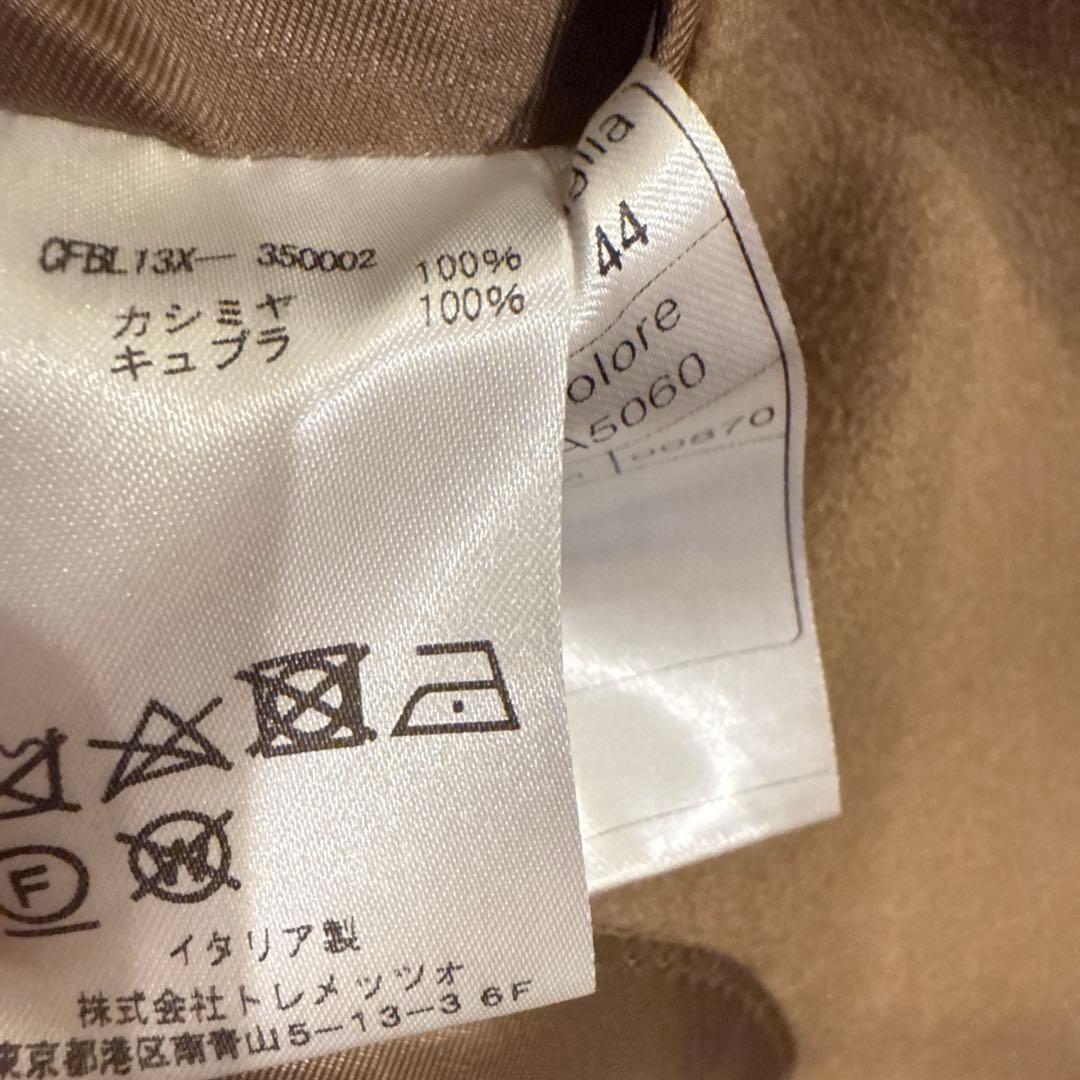 CFBL13X— 350002
カシミヤ 100%
キュプラ 100%
F
W
イタリア製
株式会社トレメッツォ
東京都港区南青山5-13-3 6F
44
A5060